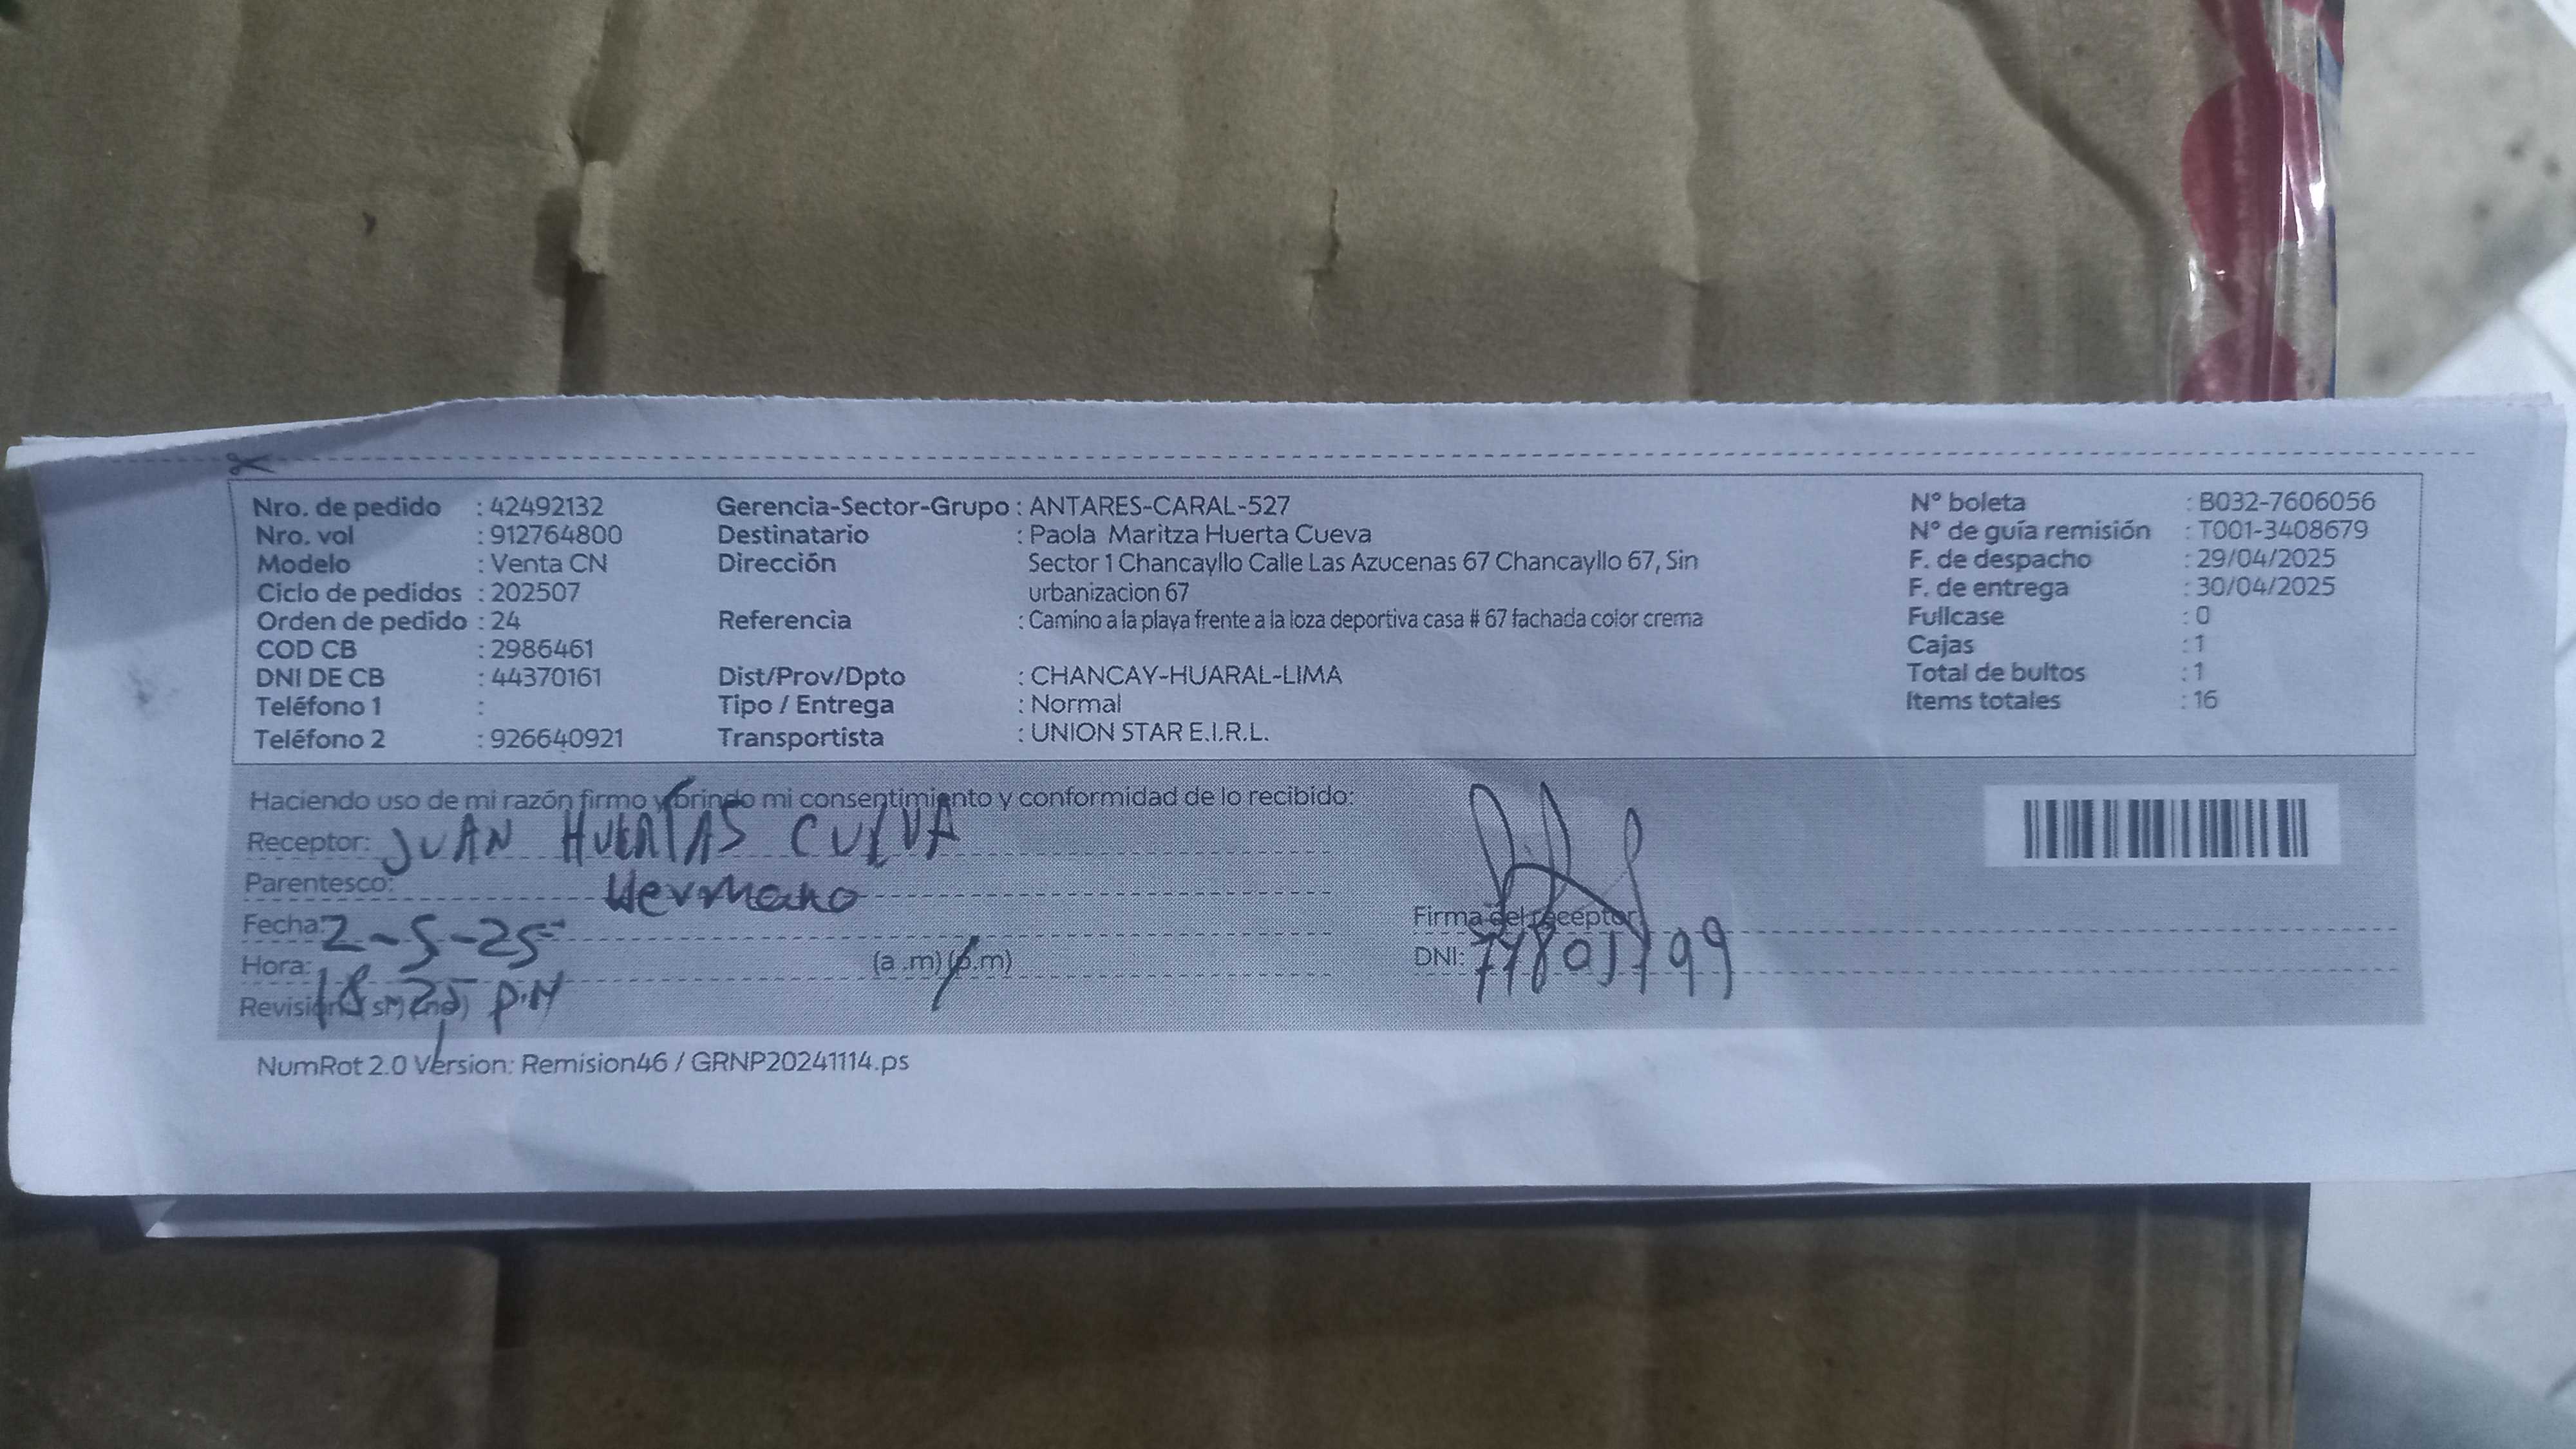 Nro. de pedido : 42492132
Nro. vol : 912764800
Modelo : Venta CN
Ciclo de pedidos : 202507
Orden de pedido : 24
COD CB : 2986461
DNI DE CB : 44370161
Teléfono 1 :
Teléfono 2 : 926640921
Gerencia-Sector-Grupo : ANTARES-CARAL-527
Destinatario : Paola Maritza Huerta Cueva
Dirección Sector 1 Chancayllo Calle Las Azucenas 67 Chancayllo 67, Sin
urbanizacion 67
Referencia : Camino a la playa frente a la loza deportiva casa # 67 fachada color crema
Dist/Prov/Dpto : CHANCAY-HUARAL-LIMA
Tipo / Entrega : Normal
Transportista : UNION STAR E.I.R.L.
N° boleta : B032-7606056
N° de guía remisión : T001-3408679
F. de despacho : 29/04/2025
F. de entrega : 30/04/2025
Fullcase : 0
Cajas : 1
Total de bultos : 1
Items totales : 16
Haciendo uso de mi razón firmo y brindo mi consentimiento y conformidad de lo recibido:
Receptor: JUAN HUERTAS CUEVA
Parentesco: Hermano
Fecha: 2-5-25
Hora: 18 25 P.M (a .m) (p.m)
Revisión (si) (no)
Firma del receptor
DNI:
NumRot 2.0 Version: Remision46 / GRNP20241114.ps